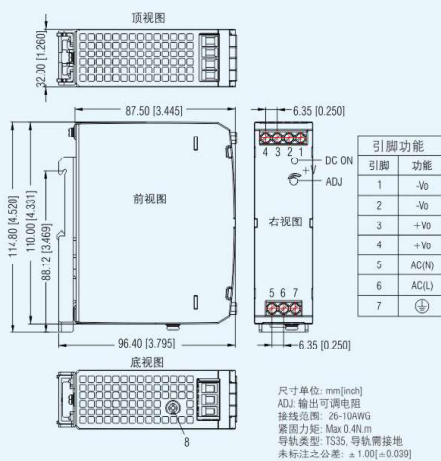 顶视图
32.00 [1.260]
87.50 [3.445]
6.35 [0.250]
4 3 2 1
DC ON
+V
ADJ
前视图
右视图
114.80 [4.520]
110.00 [4.331]
88.12 [3.469]
5 6 7
96.40 [3.795]
6.35 [0.250]
底视图
8
引脚功能
引脚 功能
1 -Vo
2 -Vo
3 +Vo
4 +Vo
5 AC(N)
6 AC(L)
7
尺寸单位: mm[inch]
ADJ: 输出可调电阻
接线范围: 26-10AWG
紧固力矩: Max 0.4N.m
导轨类型: TS35, 导轨需接地
未标注之公差: ±1.00[±0.039]